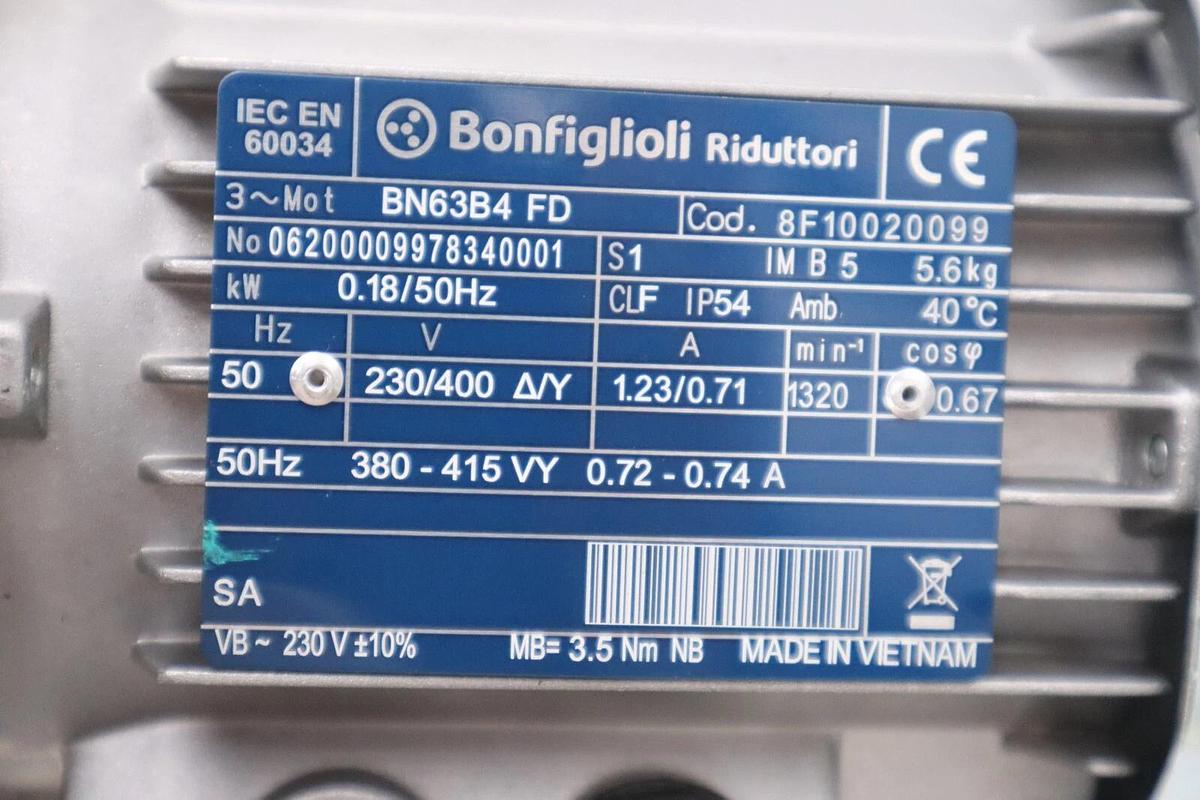 IEC EN
60034
Bonfiglioli Riduttori
CE
3~Mot BN63B4 FD Cod. 8F10020099
No 06200009978340001 S1 IM B 5 5.6kg
kW 0.18/50Hz CLF IP54 Amb 40°C
Hz V A min⁻¹ cosφ
50 230/400 Δ/Y 1.23/0.71 1320 0.67
50Hz 380 - 415 VY 0.72 - 0.74 A
SA
VB ~ 230 V ±10% MB= 3.5 Nm NB MADE IN VIETNAM